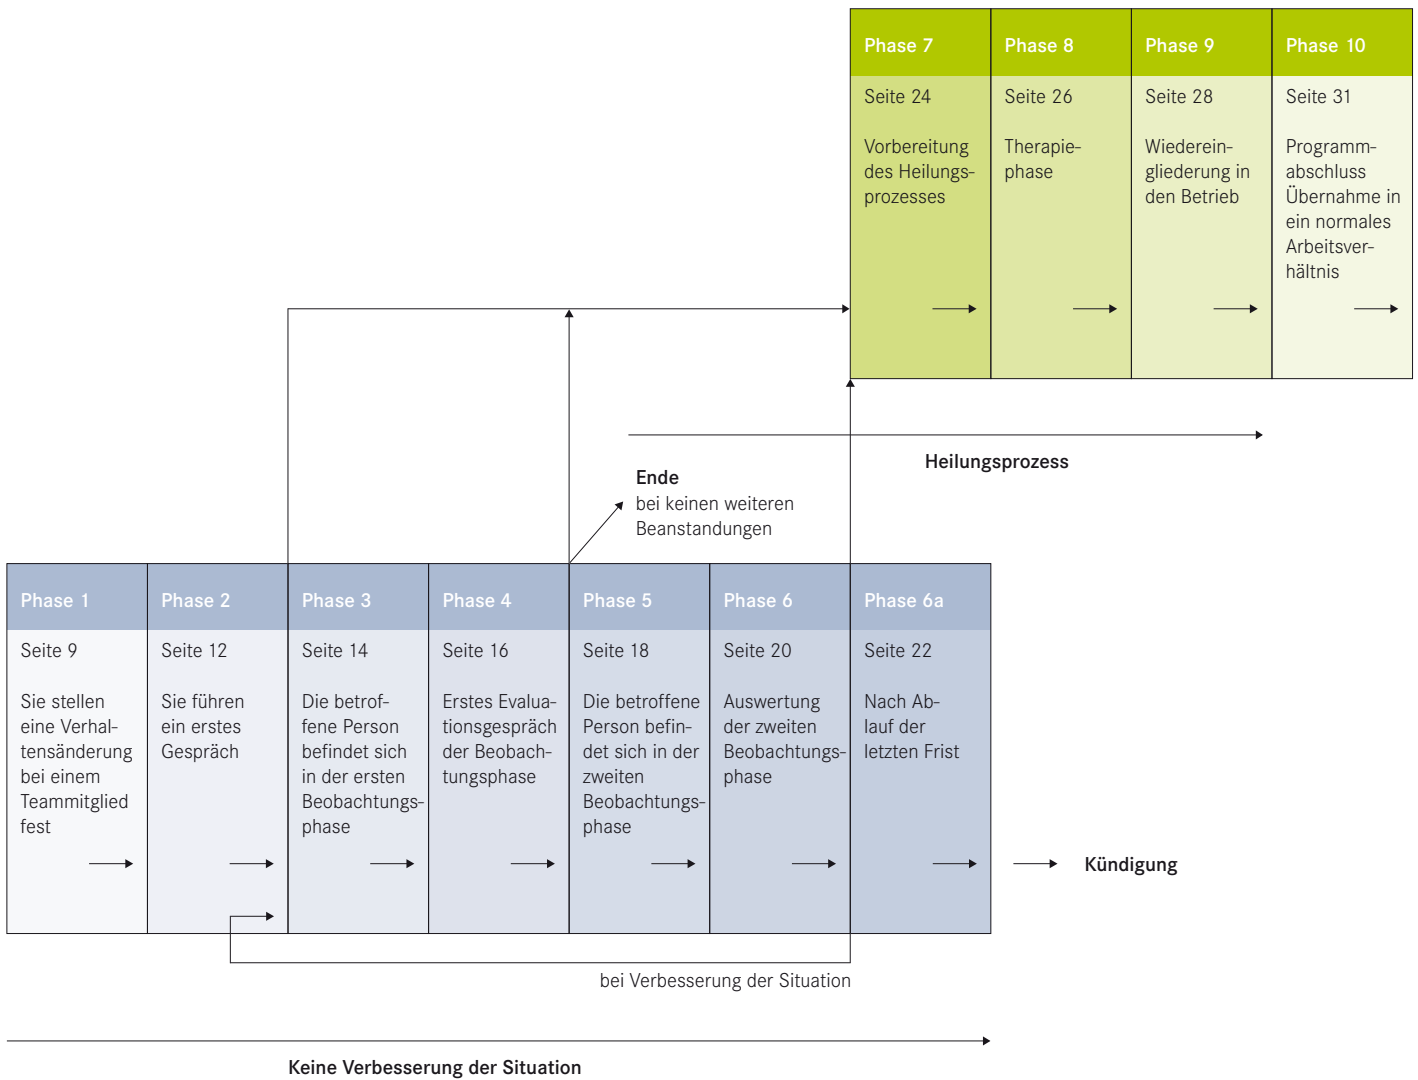 Phase 7
Seite 24
Vorbereitung
des Heilungs-
prozesses
Phase 8
Seite 26
Therapie-
phase
Phase 9
Seite 28
Wiederein-
gliederung in
den Betrieb
Phase 10
Seite 31
Programm-
abschluss
Übernahme in
ein normales
Arbeitsver-
hältnis
Heilungsprozess
Ende
bei keinen weiteren
Beanstandungen
Phase 1
Seite 9
Sie stellen
eine Verhal-
tensänderung
bei einem
Teammitglied
fest
Phase 2
Seite 12
Sie führen
ein erstes
Gespräch
Phase 3
Seite 14
Die betrof-
fene Person
befindet sich
in der ersten
Beobachtungs-
phase
Phase 4
Seite 16
Erstes Evalua-
tionsgespräch
der Beobach-
tungsphase
Phase 5
Seite 18
Die betroffene
Person befin-
det sich in der
zweiten
Beobachtungs-
phase
Phase 6
Seite 20
Auswertung
der zweiten
Beobachtungs-
phase
Phase 6a
Seite 22
Nach Ab-
lauf der
letzten Frist
Kündigung
bei Verbesserung der Situation
Keine Verbesserung der Situation